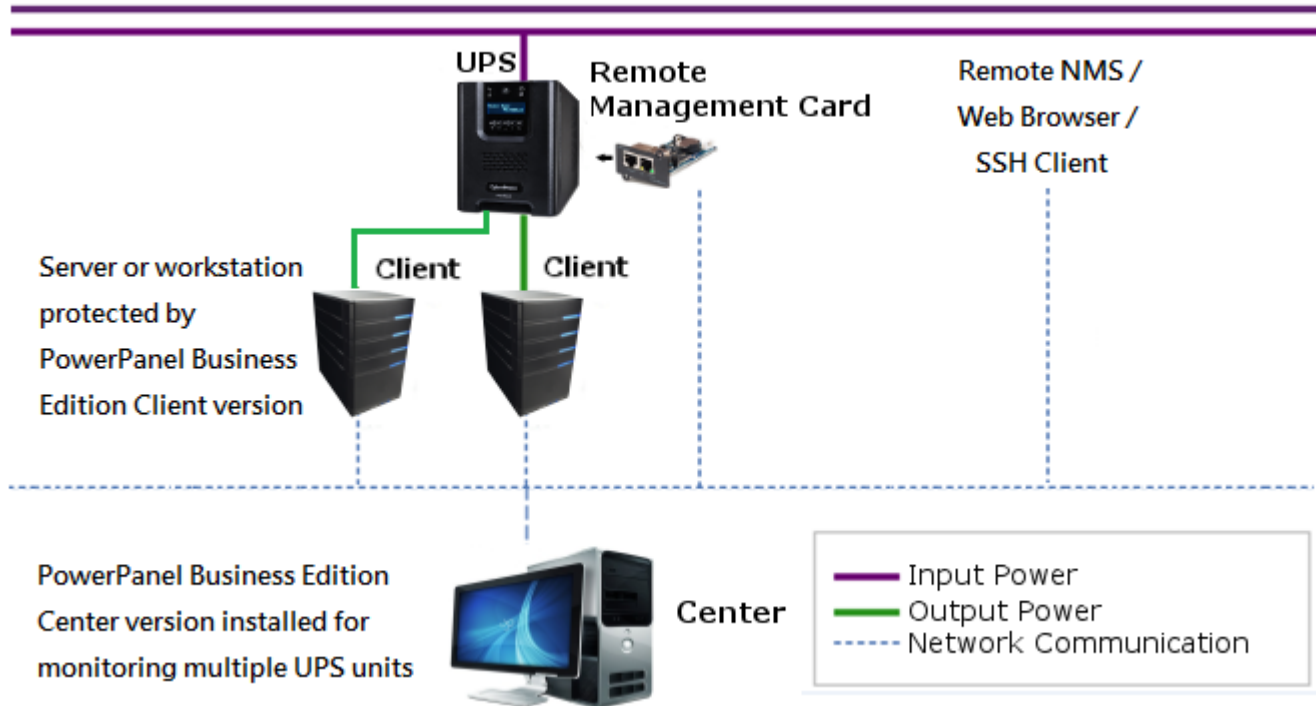 UPS
Remote
Management Card
Remote NMS /
Web Browser /
SSH Client
Server or workstation
protected by
PowerPanel Business
Edition Client version
Client
Client
PowerPanel Business Edition
Center version installed for
monitoring multiple UPS units
Center
Input Power
Output Power
Network Communication